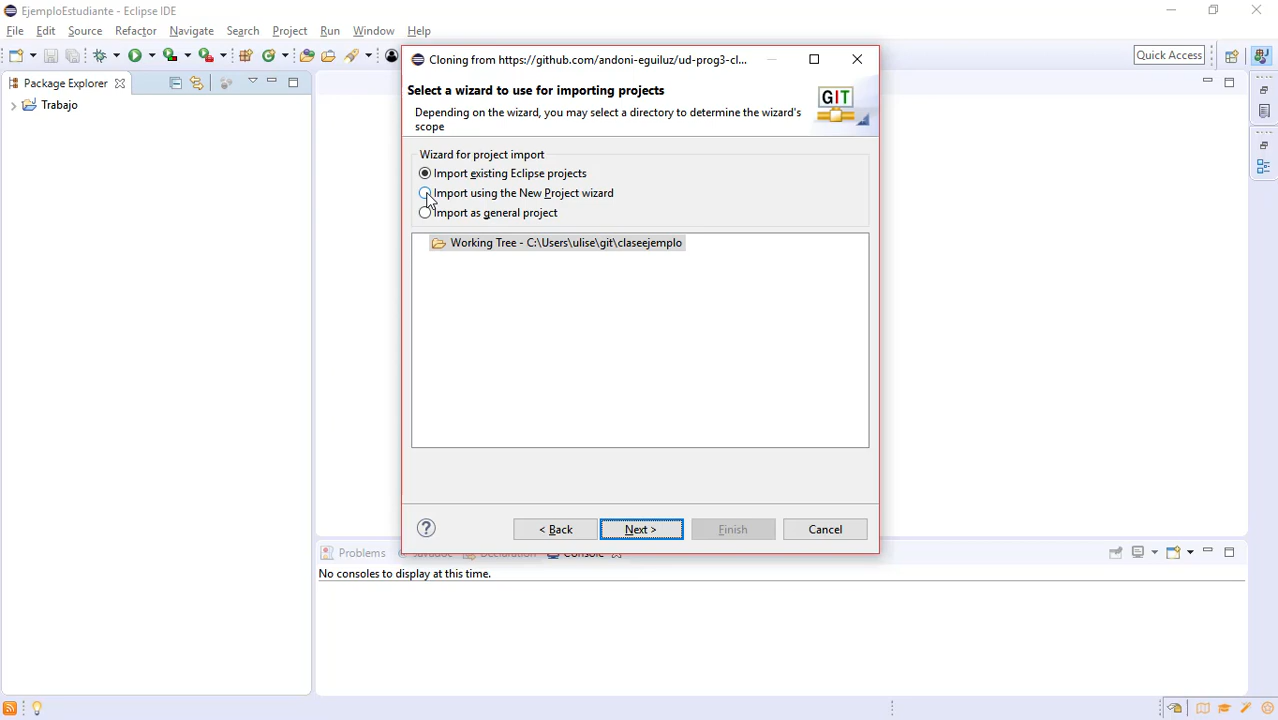 EjemploEstudiante - Eclipse IDE
File Edit Source Refactor Navigate Search Project Run Window Help
Quick Access
Package Explorer
Trabajo
Cloning from https://github.com/andoni-eguiluz/ud-prog3-cl...
Select a wizard to use for importing projects
Depending on the wizard, you may select a directory to determine the wizard's
scope
GIT
Wizard for project import
Import existing Eclipse projects
Import using the New Project wizard
Import as general project
Working Tree - C:\Users\ulise\git\claseejemplo
< Back Next > Finish Cancel
Problems Javadoc Declaration Console
No consoles to display at this time.